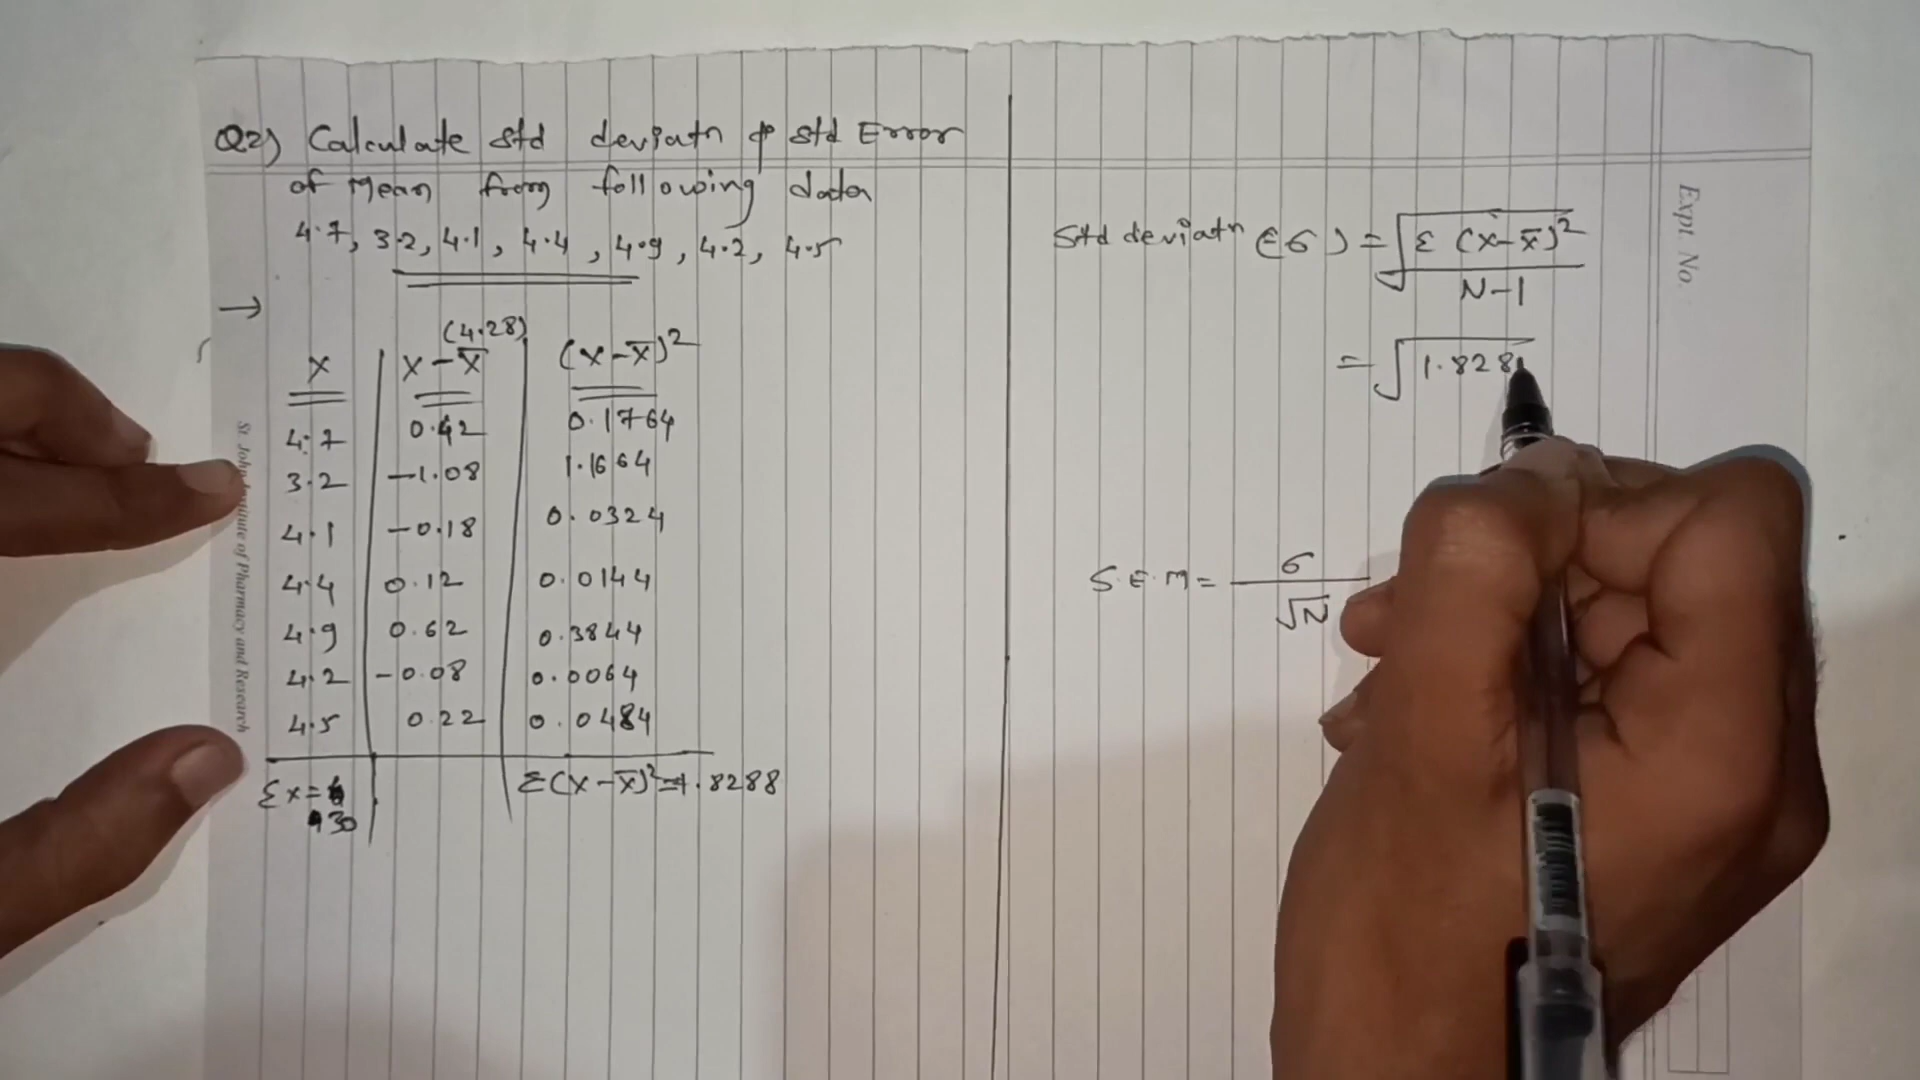 Q2) Calculate std deviatn & std Error
of Mean from following data
4.7, 3.2, 4.1, 4.4, 4.9, 4.2, 4.5
→
(4.28)
x | x-x̄ | (x-x̄)²
4.7 | 0.42 | 0.1764
3.2 | -1.08 | 1.1664
4.1 | -0.18 | 0.0324
4.4 | 0.12 | 0.0144
4.9 | 0.62 | 0.3844
4.2 | -0.08 | 0.0064
4.5 | 0.22 | 0.0484
Σx= Σ(x-x̄)²=1.8288
30
Std deviatn (σ) = √Σ(x-x̄)²
N-1
= √1.828
S.E.M = σ
√N
Expt. No.
St. John Institute of Pharmacy and Research